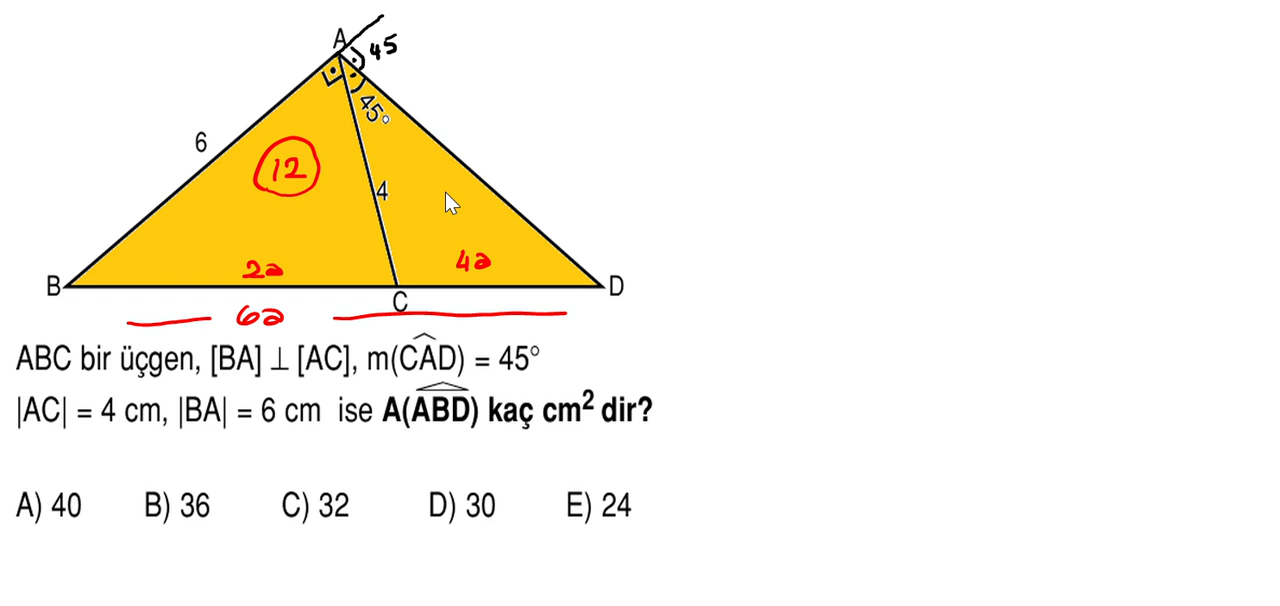 A
45
45°
6
12
4
2a
4a
B
C
D
6a
ABC bir üçgen, [BA] ⊥ [AC], m(CAD) = 45°
|AC| = 4 cm, |BA| = 6 cm ise A(ABD) kaç cm² dir?
A) 40 B) 36 C) 32 D) 30 E) 24